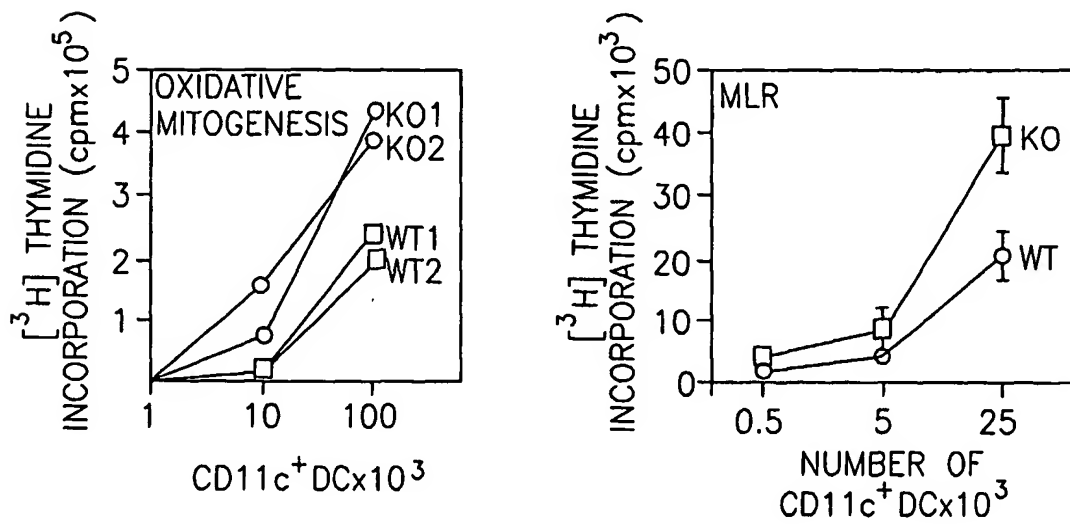 [³H] THYMIDINE
INCORPORATION (cpmx10⁵)
5
4
3
2
1
OXIDATIVE
MITOGENESIS
KO1
KO2
WT1
WT2
1 10 100
CD11c⁺DCx10³
[³H] THYMIDINE
INCORPORATION (cpmx10³)
50
40
30
20
10
0
MLR
KO
WT
0.5 5 25
NUMBER OF
CD11c⁺DCx10³